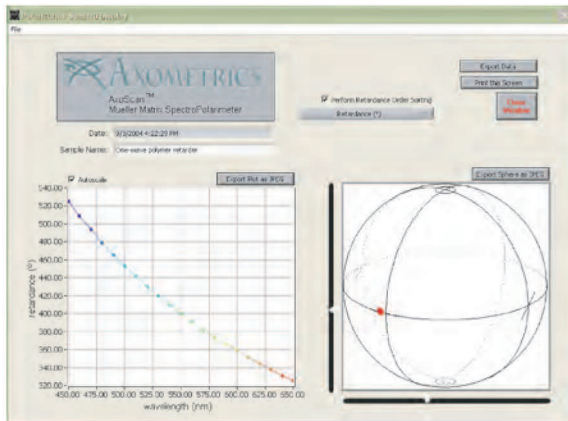 File
AXOMETRICS
AxoScan™
Mueller Matrix SpectroPolarimeter
Export Data
Print this Screen
Close
Window
Perform Retardance Order Sorting
Retardance (°)
Date: 9/3/2004 4:22:29 PM
Sample Name: One-wave polymer retarder
Autoscale
Export Plot as JPEG
Export Sphere as JPEG
540.00
520.00
500.00
480.00
460.00
440.00
420.00
400.00
380.00
360.00
340.00
320.00
retardance (°)
450.00 475.00 500.00 525.00 550.00 575.00 600.00 625.00 650.00
wavelength (nm)